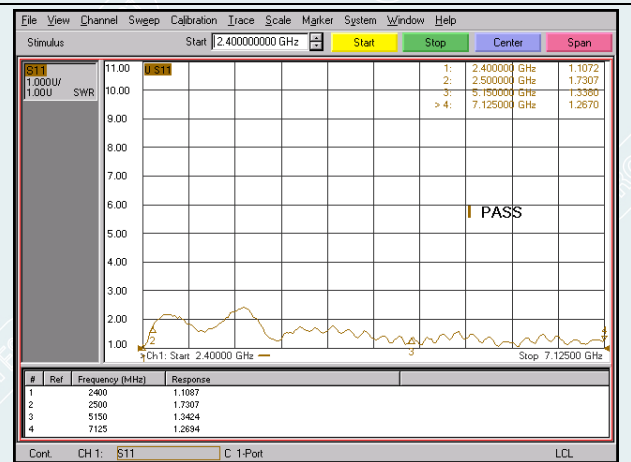 File View Channel Sweep Calibration Trace Scale Marker System Window Help
Stimulus Start 2.400000000 GHz Start Stop Center Span
S11
1.000U/
1.00U SWR
11.00
10.00
9.00
8.00
7.00
6.00
5.00
4.00
3.00
2.00
1.00
U S11
1: 2.400000 GHz 1.1072
2: 2.500000 GHz 1.7307
3: 5.150000 GHz 1.3380
> 4: 7.125000 GHz 1.2670
PASS
2
3
4
>Ch1: Start 2.40000 GHz Stop 7.12500 GHz
# Ref Frequency (MHz) Response
1 2400 1.1087
2 2500 1.7307
3 5150 1.3424
4 7125 1.2694
Cont. CH 1: S11 C 1-Port LCL